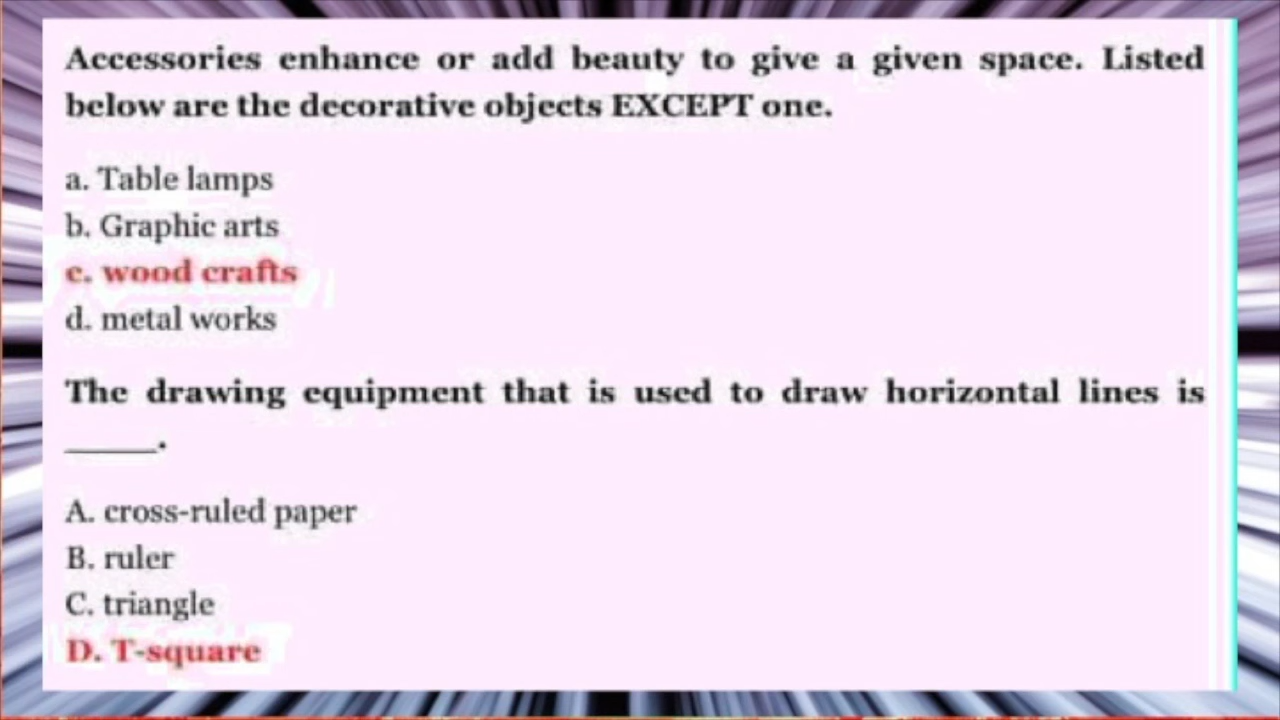 Accessories enhance or add beauty to give a given space. Listed
below are the decorative objects EXCEPT one.
a. Table lamps
b. Graphic arts
c. wood crafts
d. metal works
The drawing equipment that is used to draw horizontal lines is
_____.
A. cross-ruled paper
B. ruler
C. triangle
D. T-square